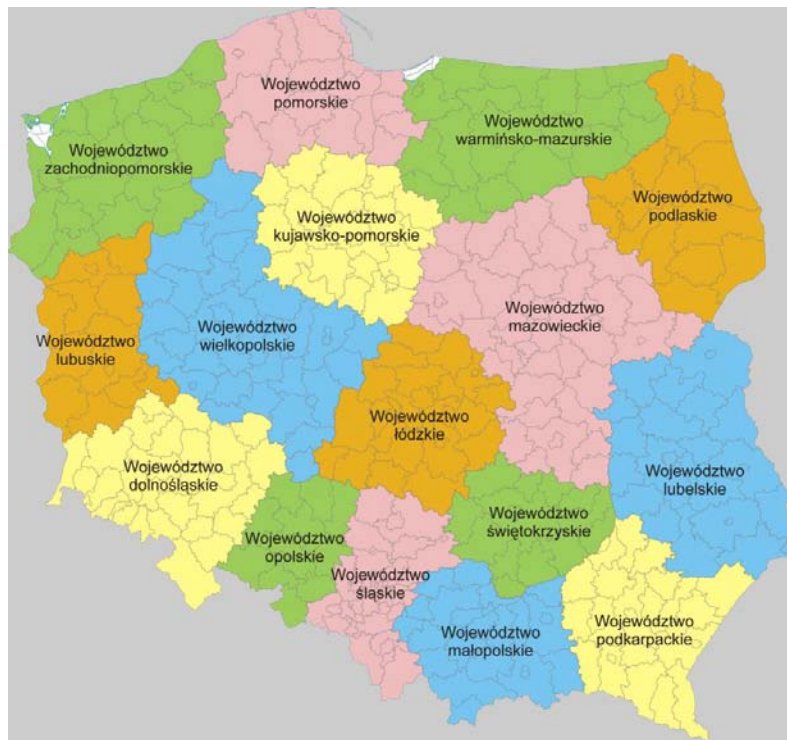 Województwo
pomorskie
Województwo
warmińsko-mazurskie
Województwo
zachodniopomorskie
Województwo
podlaskie
Województwo
kujawsko-pomorskie
Województwo
mazowieckie
Województwo
wielkopolskie
Województwo
lubuskie
Województwo
łódzkie
Województwo
dolnośląskie
Województwo
lubelskie
Województwo
świętokrzyskie
Województwo
opolskie
Województwo
śląskie
Województwo
podkarpackie
Województwo
małopolskie